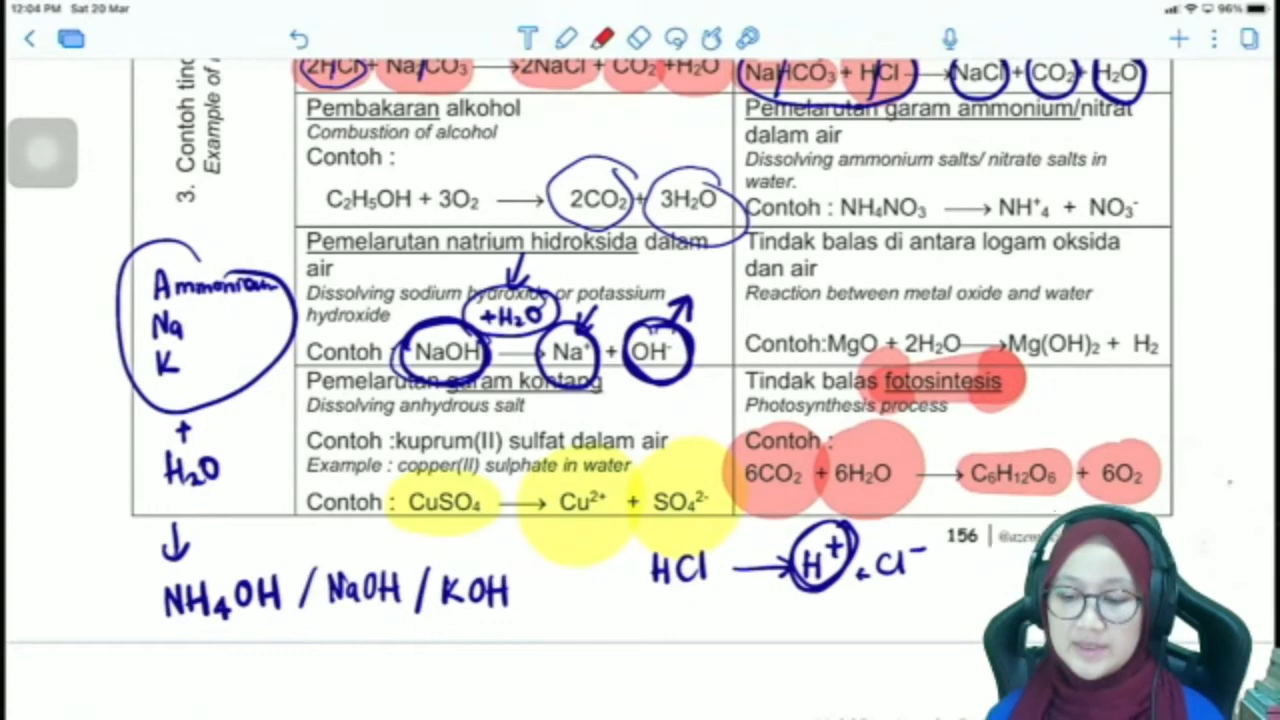 12:04 PM Sat 20 Mar
96%
3. Contoh
Example of
2HCl + Na2CO3 ⟶ 2NaCl + CO2 + H2O
NaHCO3 + HCl ⟶ NaCl + CO2 + H2O
Pembakaran alkohol
Combustion of alcohol
Contoh :
C2H5OH + 3O2 ⟶ 2CO2 + 3H2O
Pemelarutan garam ammonium/nitrat
dalam air
Dissolving ammonium salts/ nitrate salts in
water.
Contoh : NH4NO3 ⟶ NH⁺4 + NO3⁻
Pemelarutan natrium hidroksida dalam
air
Dissolving sodium hydroxide or potassium
hydroxide
+H2O
Contoh : NaOH ⟶ Na⁺ + OH⁻
Tindak balas di antara logam oksida
dan air
Reaction between metal oxide and water
Contoh:MgO + 2H2O ⟶ Mg(OH)2 + H2
Pemelarutan garam kontang
Dissolving anhydrous salt
Contoh :kuprum(II) sulfat dalam air
Example : copper(II) sulphate in water
Contoh : CuSO4 ⟶ Cu²⁺ + SO4²⁻
Tindak balas fotosintesis
Photosynthesis process
Contoh :
6CO2 + 6H2O ⟶ C6H12O6 + 6O2
Ammonium
Na
K
+
H2O
↓
NH4OH / NaOH / KOH
HCl ⟶ H⁺ + Cl⁻
156